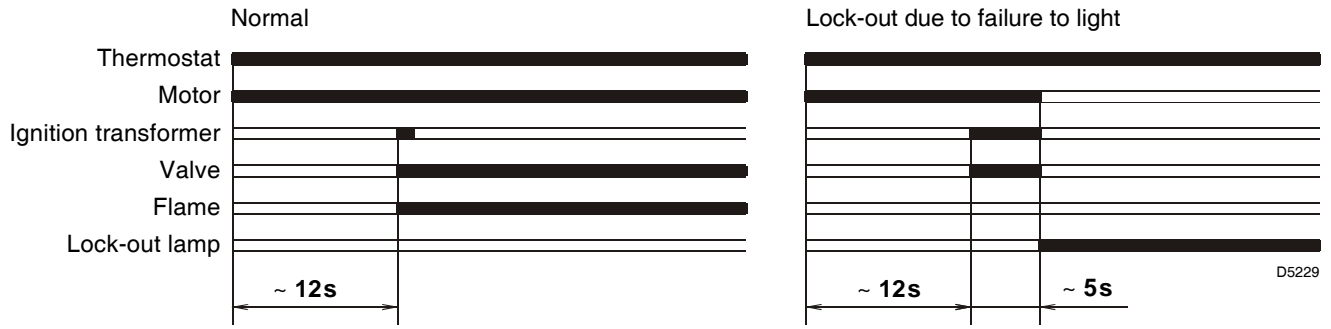 Normal
Lock-out due to failure to light
Thermostat
Motor
Ignition transformer
Valve
Flame
Lock-out lamp
D5229
~ 12s
~ 12s
~ 5s